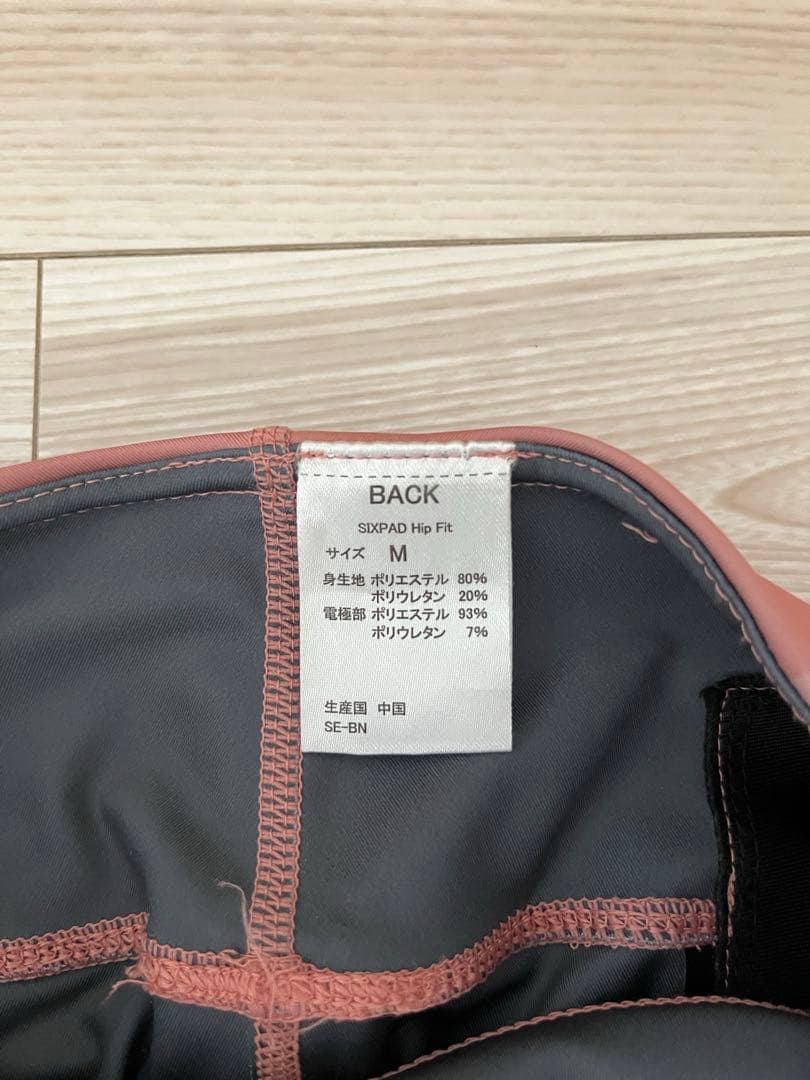 BACK
SIXPAD Hip Fit
サイズ M
身生地 ポリエステル 80%
ポリウレタン 20%
電極部 ポリエステル 93%
ポリウレタン 7%
生産国 中国
SE-BN